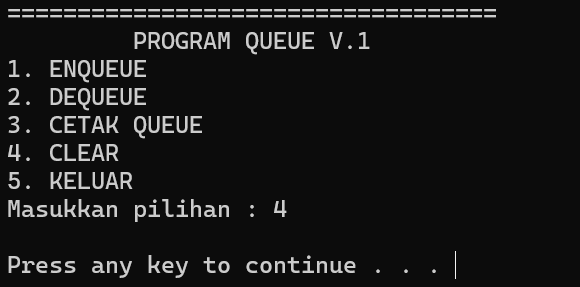 ===================================
PROGRAM QUEUE V.1
1. ENQUEUE
2. DEQUEUE
3. CETAK QUEUE
4. CLEAR
5. KELUAR
Masukkan pilihan : 4
Press any key to continue . . .